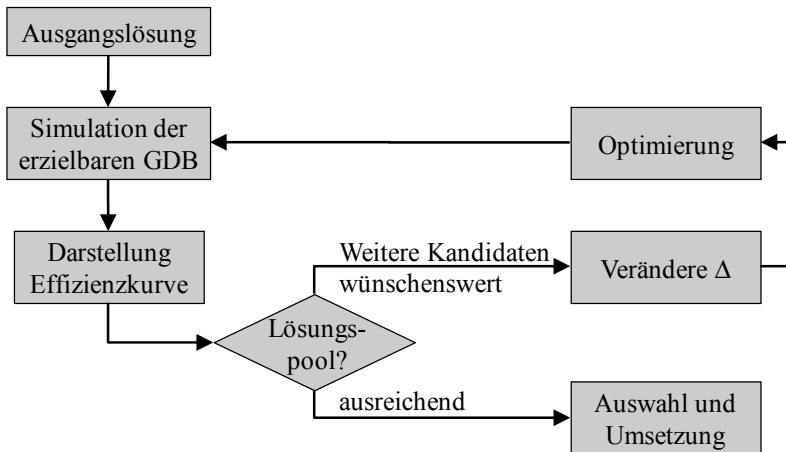 Ausgangslösung
Simulation der
erzielbaren GDB
Optimierung
Darstellung
Effizienzkurve
Weitere Kandidaten
wünschenswert
Verändere Δ
Lösungs-
pool?
ausreichend
Auswahl und
Umsetzung